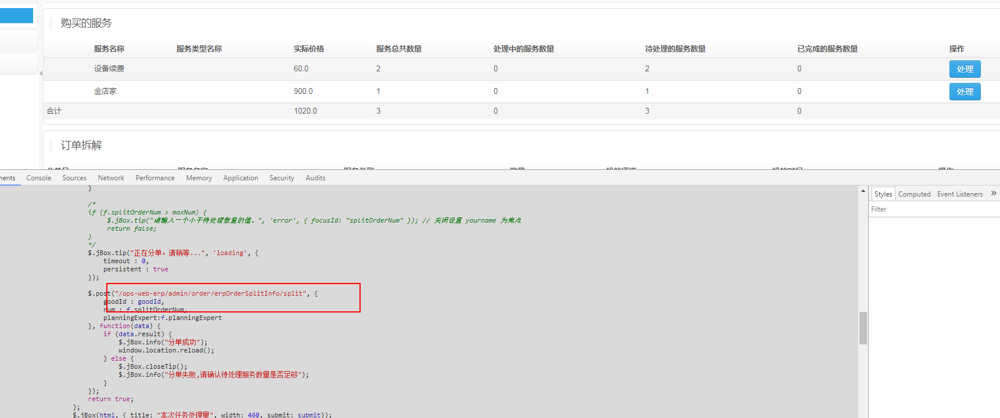 购买的服务
服务名称 服务类型名称 实际价格 服务总共数量 处理中的服务数量 待处理的服务数量 已完成的服务数量 操作
设备续费 60.0 2 0 2 0 处理
金店家 900.0 1 0 1 0 处理
合计 1020.0 3 0 3 0
订单拆解
Console Sources Network Performance Memory Application Security Audits
}
/*
if (f.splitOrderNum > maxNum) {
$.jBox.tip("请输入一个小于待处理数量的值。", 'error', { focusId: "splitOrderNum" }); // 关闭设置 yourname 为焦点
return false;
}
*/
$.jBox.tip("正在分单，请稍等...", 'loading', {
timeout : 0,
persistent : true
});
$.post("/ops-web-erp/admin/order/erpOrderSplitInfo/split", {
goodId : goodId,
num : f.splitOrderNum,
planningExpert:f.planningExpert
}, function(data) {
if (data.result) {
$.jBox.info("分单成功");
window.location.reload();
} else {
$.jBox.closeTip();
$.jBox.info("分单失败,请确认待处理服务数量是否足够");
}
});
return true;
};
$.jBox(html, { title: "本次任务处理量", width: 460, submit: submit});
Styles Computed Event Listeners »
Filter